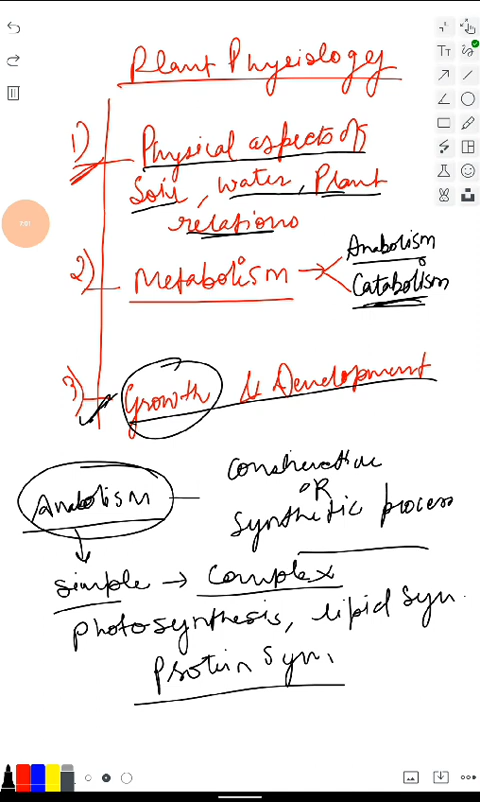 Plant Physiology
1) Physical aspects of
Soil, water, Plant
relations
2) Metabolism → Anabolism
Catabolism
3) Growth & Development
Anabolism — Constructive
OR
Synthetic process
Simple → Complex
Photosynthesis, lipid Syn.
Protein Syn.
Tт